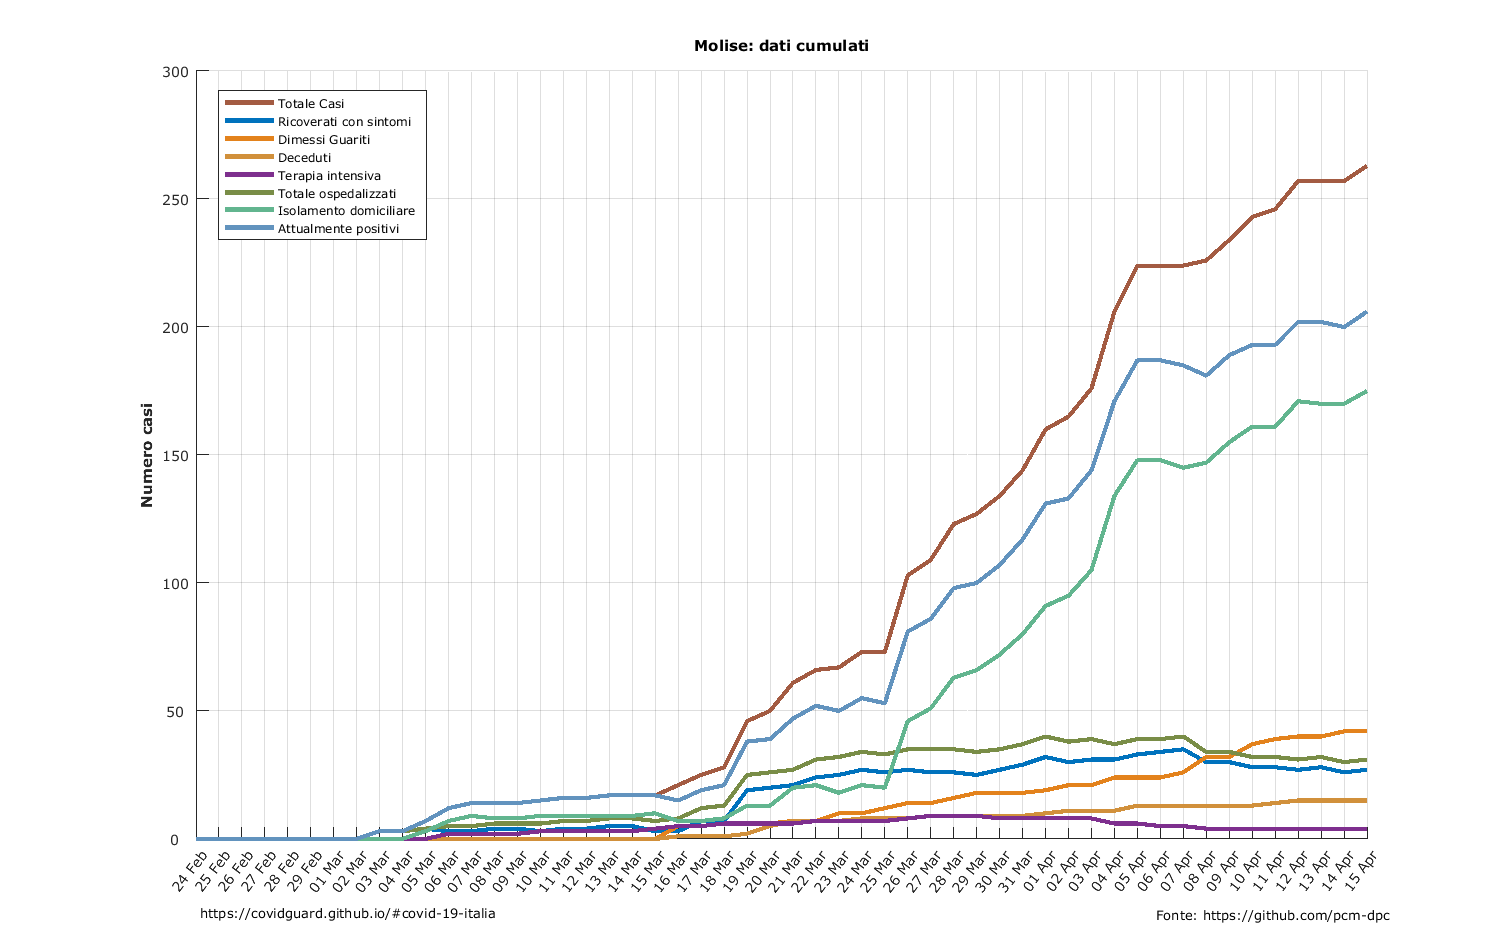 Molise: dati cumulati
300
250
200
150
100
50
0
Numero casi
Totale Casi
Ricoverati con sintomi
Dimessi Guariti
Deceduti
Terapia intensiva
Totale ospedalizzati
Isolamento domiciliare
Attualmente positivi
24 Feb
25 Feb
26 Feb
27 Feb
28 Feb
29 Feb
01 Mar
02 Mar
03 Mar
04 Mar
05 Mar
06 Mar
07 Mar
08 Mar
09 Mar
10 Mar
11 Mar
12 Mar
13 Mar
14 Mar
15 Mar
16 Mar
17 Mar
18 Mar
19 Mar
20 Mar
21 Mar
22 Mar
23 Mar
24 Mar
25 Mar
26 Mar
27 Mar
28 Mar
29 Mar
30 Mar
31 Mar
01 Apr
02 Apr
03 Apr
04 Apr
05 Apr
06 Apr
07 Apr
08 Apr
09 Apr
10 Apr
11 Apr
12 Apr
13 Apr
14 Apr
15 Apr
https://covidguard.github.io/#covid-19-italia
Fonte: https://github.com/pcm-dpc